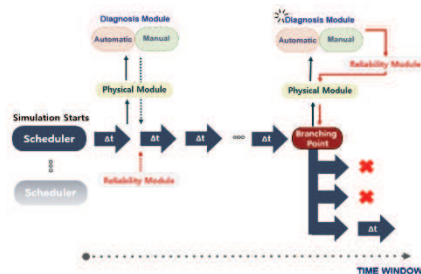 Diagnosis Module
Automatic Manual
Physical Module
Simulation Starts
Scheduler
Δt
Δt
Δt
Δt
Reliability Module
Scheduler
Diagnosis Module
Automatic Manual
Reliability Module
Physical Module
Branching
Point
Δt
TIME WINDOW